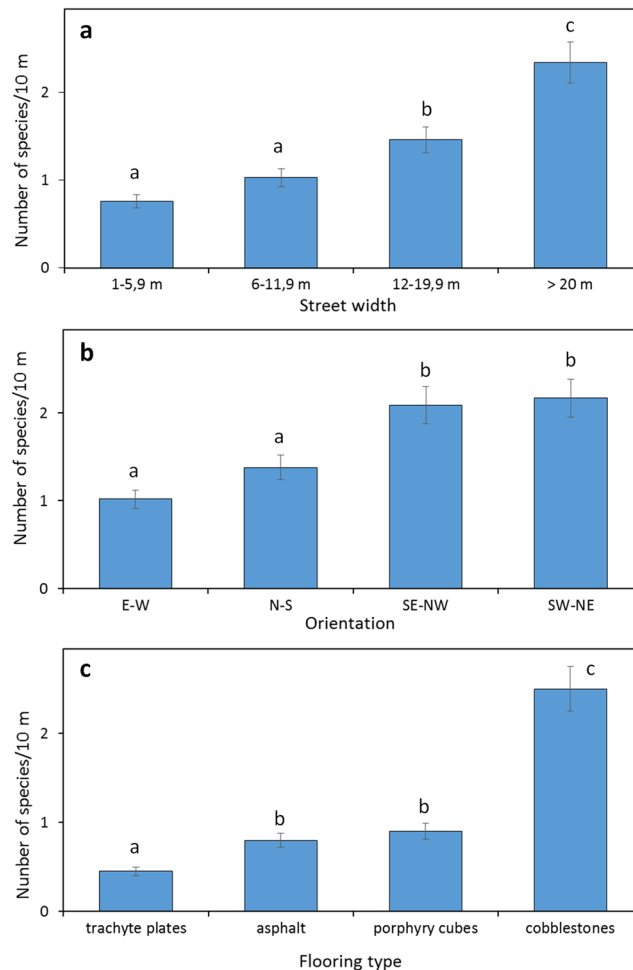 a
Number of species/10 m
2
1
0
a
a
b
c
1-5,9 m 6-11,9 m 12-19,9 m > 20 m
Street width
b
Number of species/10 m
2
1
0
a
a
b
b
E-W N-S SE-NW SW-NE
Orientation
c
Nunber of species/10 m
2
1
0
a
b
b
c
trachyte plates asphalt porphyry cubes cobblestones
Flooring type